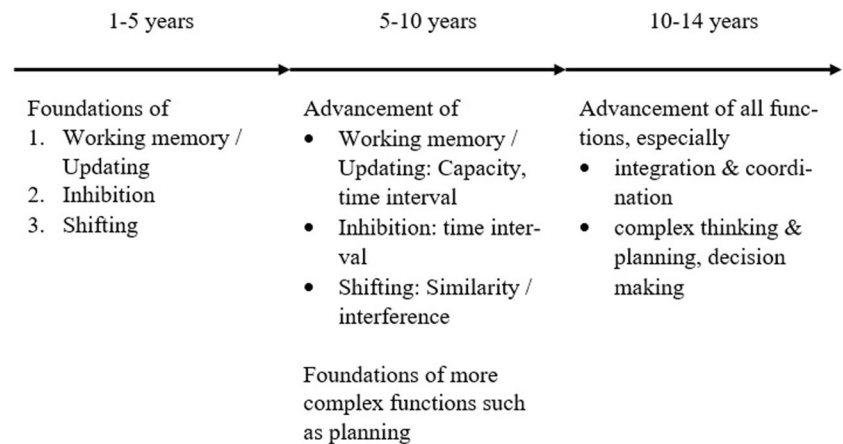 1-5 years
5-10 years
10-14 years
Foundations of
1. Working memory /
Updating
2. Inhibition
3. Shifting
Advancement of
• Working memory /
Updating: Capacity,
time interval
• Inhibition: time inter-
val
• Shifting: Similarity /
interference
Foundations of more
complex functions such
as planning
Advancement of all func-
tions, especially
• integration & coordi-
nation
• complex thinking &
planning, decision
making